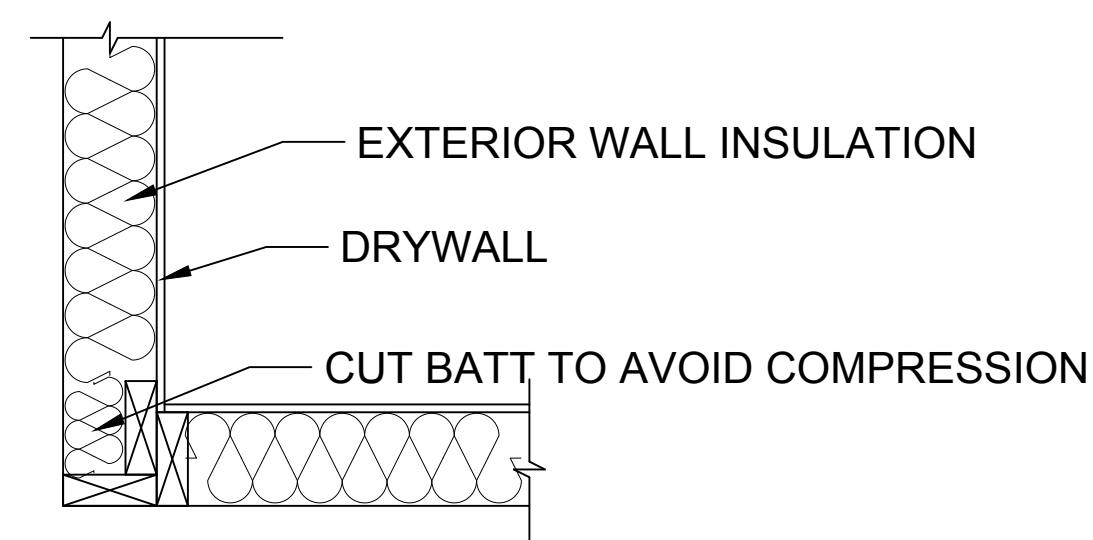 EXTERIOR WALL INSULATION
DRYWALL
CUT BATT TO AVOID COMPRESSION